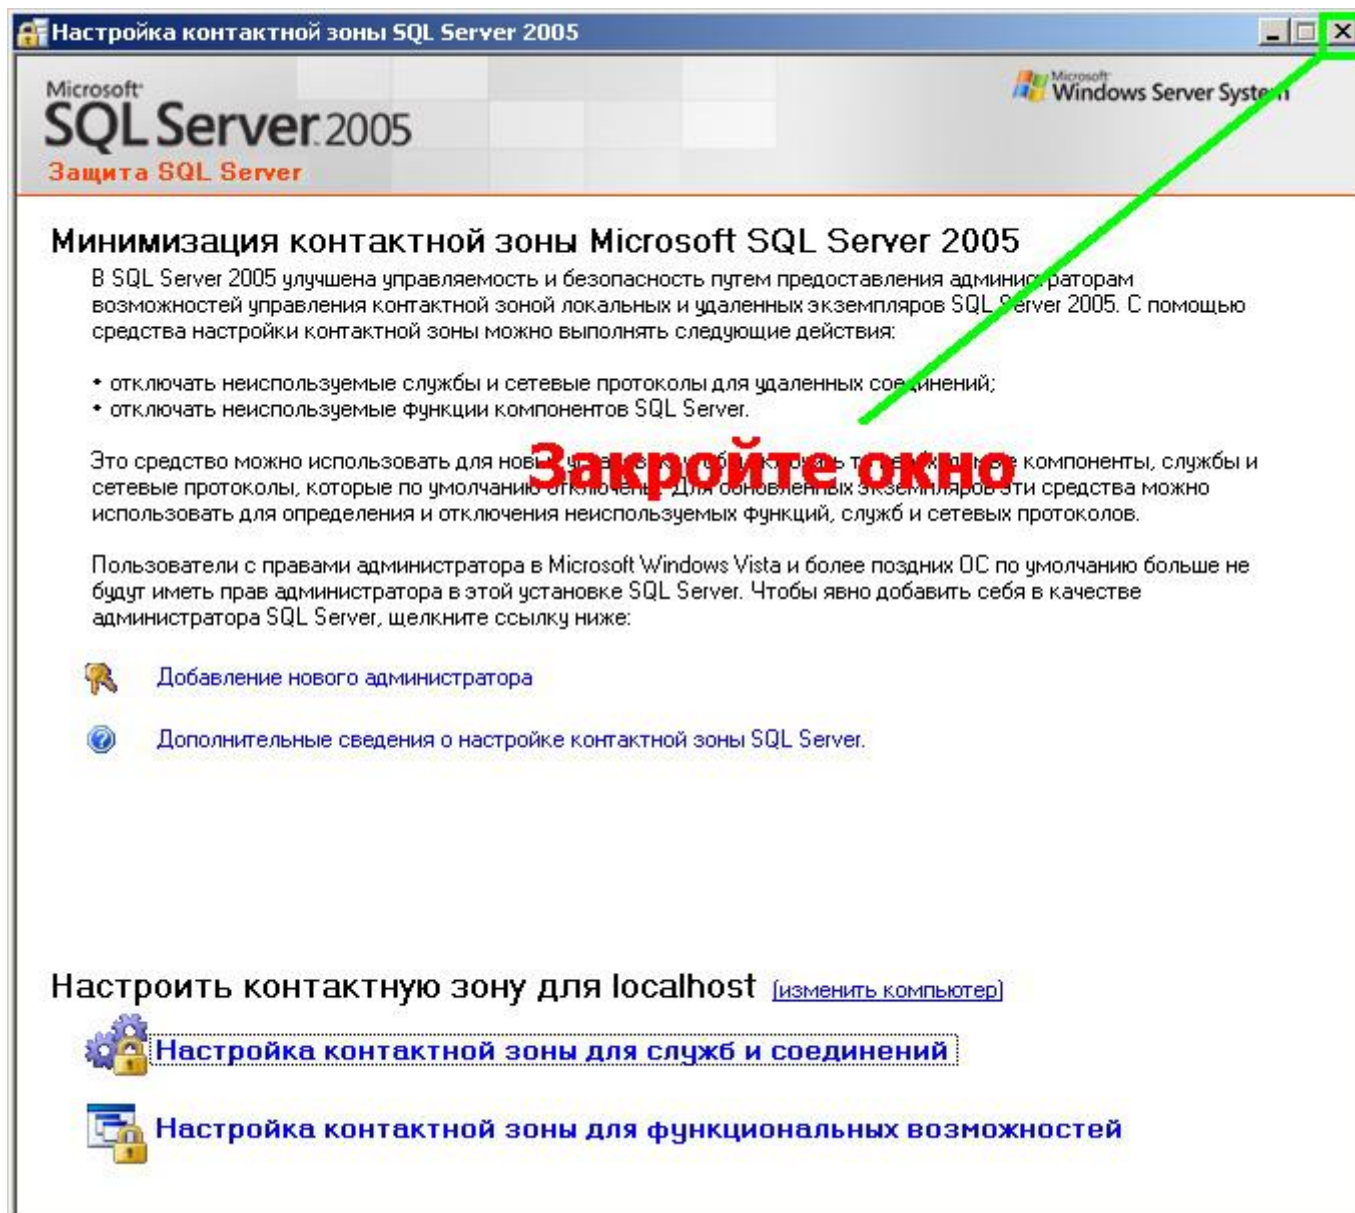 Настройка контактной зоны SQL Server 2005
Microsoft
SQL Server 2005
Защита SQL Server
Microsoft
Windows Server System
Минимизация контактной зоны Microsoft SQL Server 2005
В SQL Server 2005 улучшена управляемость и безопасность путем предоставления администраторам
возможностей управления контактной зоной локальных и удаленных экземпляров SQL Server 2005. С помощью
средства настройки контактной зоны можно выполнять следующие действия:
• отключать неиспользуемые службы и сетевые протоколы для удаленных соединений;
• отключать неиспользуемые функции компонентов SQL Server.
Закройте окно
Это средство можно использовать для компоненты, службы и
сетевые протоколы, которые по умолчанию отключены. Для обновленных экземпляров эти средства можно
использовать для определения и отключения неиспользуемых функций, служб и сетевых протоколов.
Пользователи с правами администратора в Microsoft Windows Vista и более поздних ОС по умолчанию больше не
будут иметь прав администратора в этой установке SQL Server. Чтобы явно добавить себя в качестве
администратора SQL Server, щелкните ссылку ниже:
Добавление нового администратора
Дополнительные сведения о настройке контактной зоны SQL Server.
Настроить контактную зону для localhost (изменить компьютер)
Настройка контактной зоны для служб и соединений
Настройка контактной зоны для функциональных возможностей